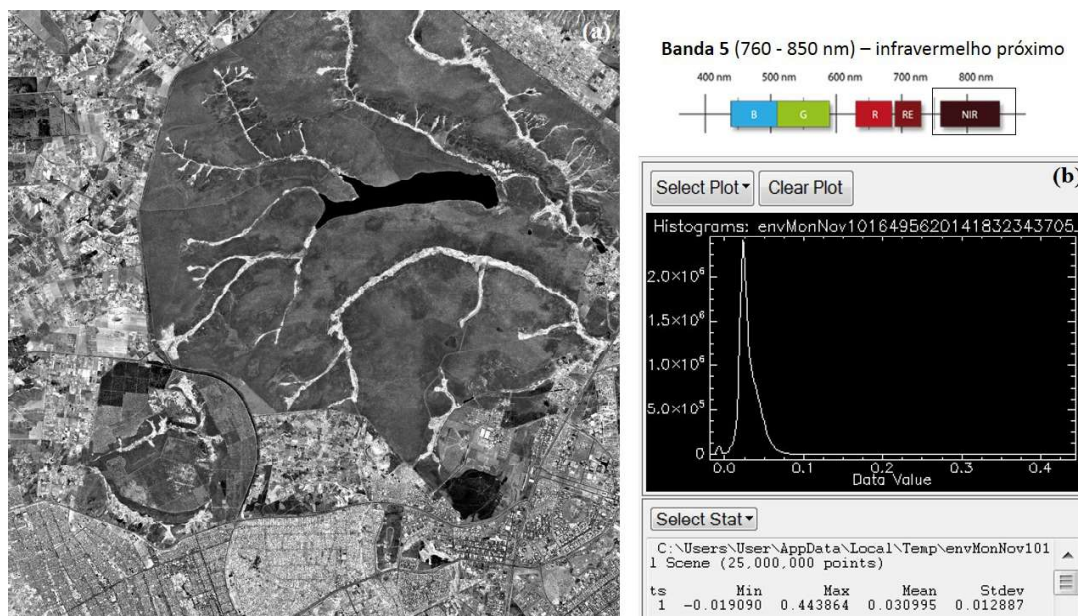 (a)
Banda 5 (760 - 850 nm) – infravermelho próximo
400 nm 500 nm 600 nm 700 nm 800 nm
B G R RE NIR
Select Plot Clear Plot
(b)
Histograms: envMonNov1016495620141832343705
2.0×10⁶
1.5×10⁶
1.0×10⁶
5.0×10⁵
0
0.0 0.1 0.2 0.3 0.4
Data Value
Select Stat
C:\Users\User\AppData\Local\Temp\envMonNov101
l Scene (25,000,000 points)
ts Min Max Mean Stdev
1 -0.019090 0.443864 0.030995 0.012887